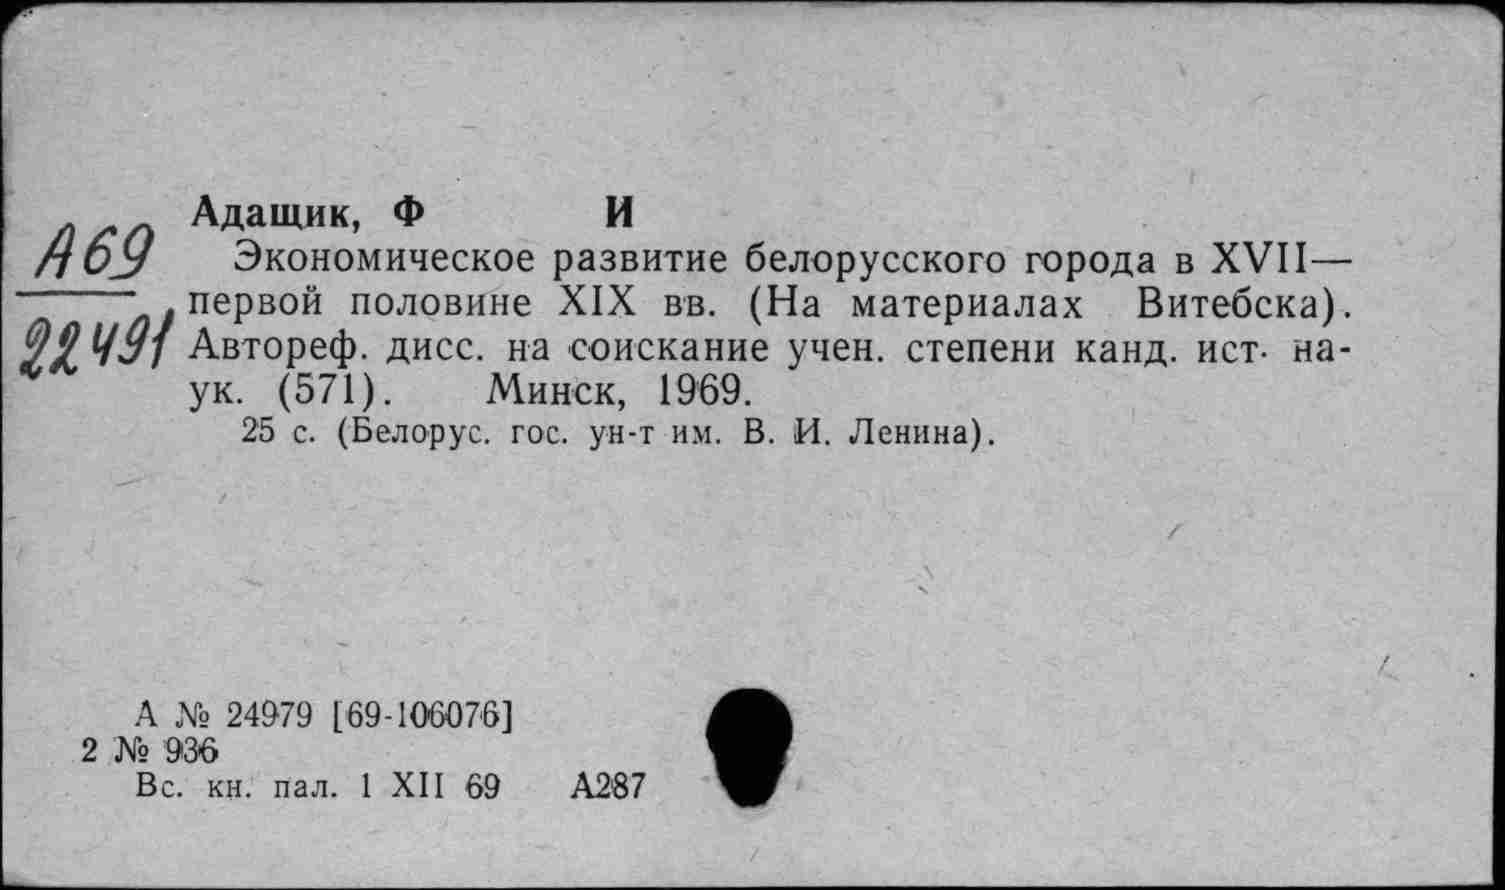 Адащик, Ф И
А69
22491
Экономическое развитие белорусского города в XVII—
первой половине XIX вв. (На материалах Витебска).
Автореф. дисс. на соискание учен. степени канд. ист. на-
ук. (571). Минск, 1969.
25 с. (Белорус. гос. ун-т им. В. И. Ленина).
А № 24979 [69-106076]
2 № 936
Вс. кн. пал. 1 XII 69 А287